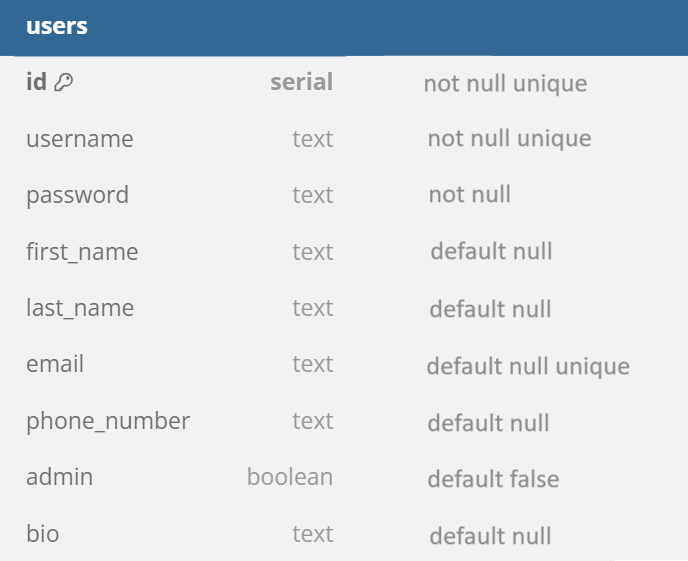 users
id serial not null unique
username text not null unique
password text not null
first_name text default null
last_name text default null
email text default null unique
phone_number text default null
admin boolean default false
bio text default null